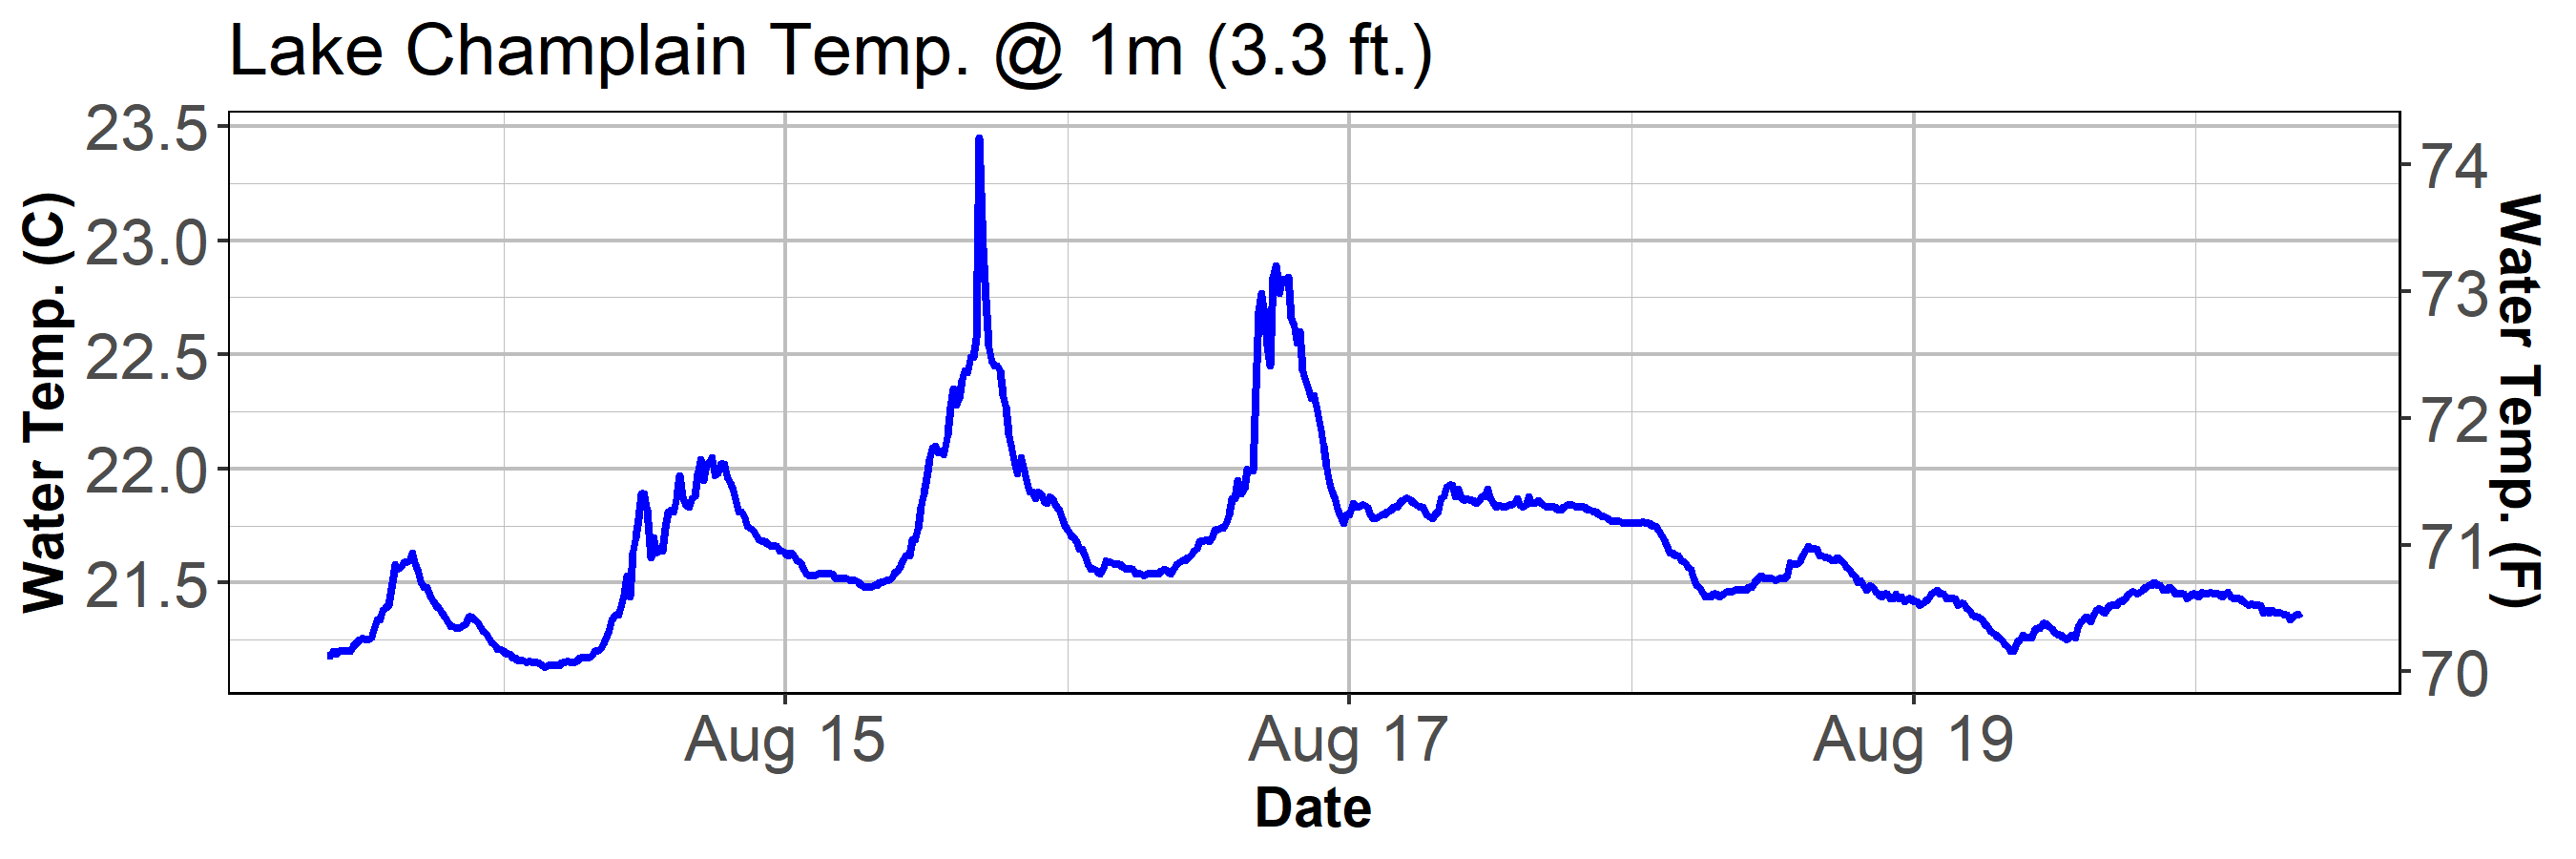 Lake Champlain Temp. @ 1m (3.3 ft.)
Water Temp. (C)
23.5
23.0
22.5
22.0
21.5
74
73
72
71
70
Water Temp. (F)
Aug 15 Aug 17 Aug 19
Date